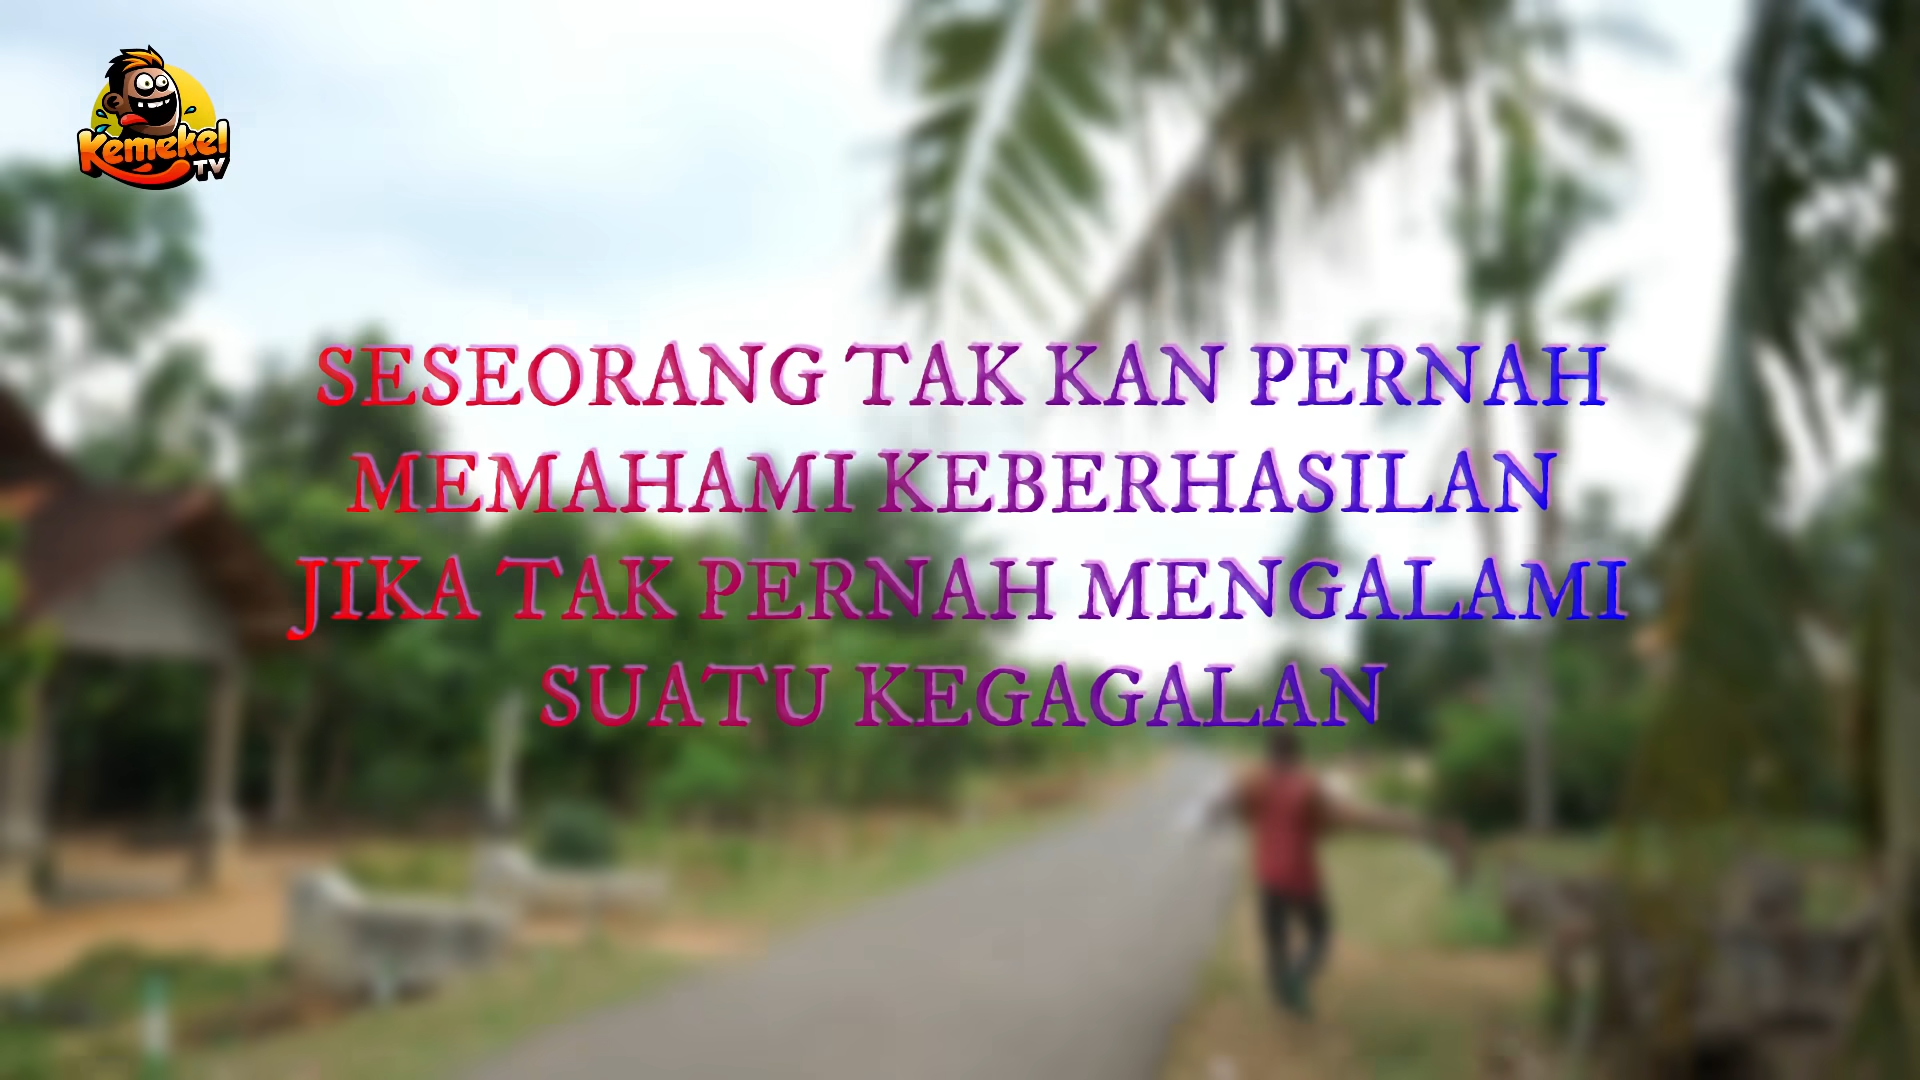 Kemekel
TV
SESEORANG TAK KAN PERNAH
MEMAHAMI KEBERHASILAN
JIKA TAK PERNAH MENGALAMI
SUATU KEGAGALAN